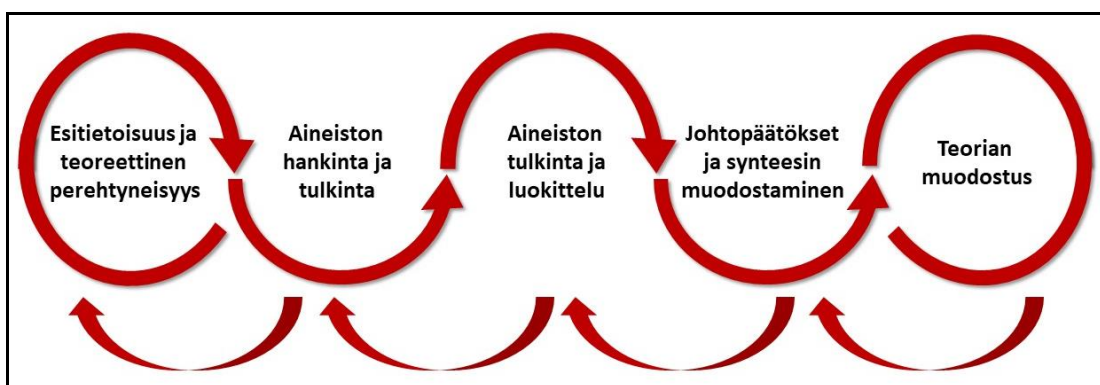 Esitietoisuus ja
teoreettinen
perehtyneisyys
Aineiston
hankinta ja
tulkinta
Aineiston
tulkinta ja
luokittelu
Johtopäätökset
ja synteesin
muodostaminen
Teorian
muodostus